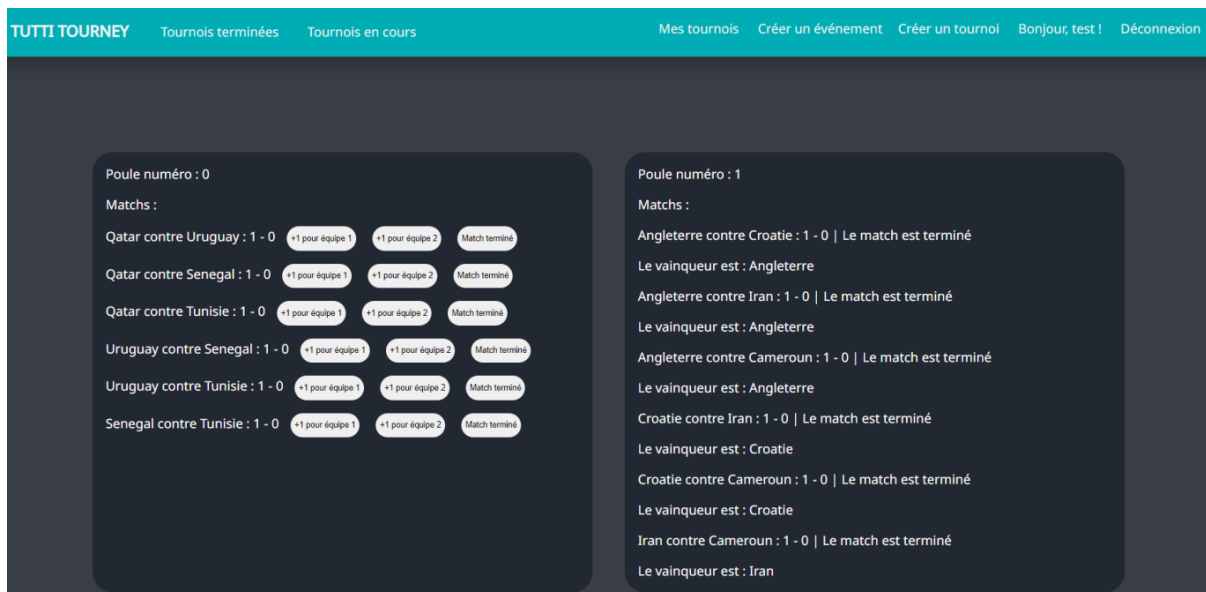 TUTTI TOURNEY Tournois terminées Tournois en cours Mes tournois Créer un événement Créer un tournoi Bonjour, test ! Déconnexion
Poule numéro : 0
Matchs :
Qatar contre Uruguay : 1 - 0 +1 pour équipe 1 +1 pour équipe 2 Match terminé
Qatar contre Senegal : 1 - 0 +1 pour équipe 1 +1 pour équipe 2 Match terminé
Qatar contre Tunisie : 1 - 0 +1 pour équipe 1 +1 pour équipe 2 Match terminé
Uruguay contre Senegal : 1 - 0 +1 pour équipe 1 +1 pour équipe 2 Match terminé
Uruguay contre Tunisie : 1 - 0 +1 pour équipe 1 +1 pour équipe 2 Match terminé
Senegal contre Tunisie : 1 - 0 +1 pour équipe 1 +1 pour équipe 2 Match terminé
Poule numéro : 1
Matchs :
Angleterre contre Croatie : 1 - 0 | Le match est terminé
Le vainqueur est : Angleterre
Angleterre contre Iran : 1 - 0 | Le match est terminé
Le vainqueur est : Angleterre
Angleterre contre Cameroun : 1 - 0 | Le match est terminé
Le vainqueur est : Angleterre
Croatie contre Iran : 1 - 0 | Le match est terminé
Le vainqueur est : Croatie
Croatie contre Cameroun : 1 - 0 | Le match est terminé
Le vainqueur est : Croatie
Iran contre Cameroun : 1 - 0 | Le match est terminé
Le vainqueur est : Iran